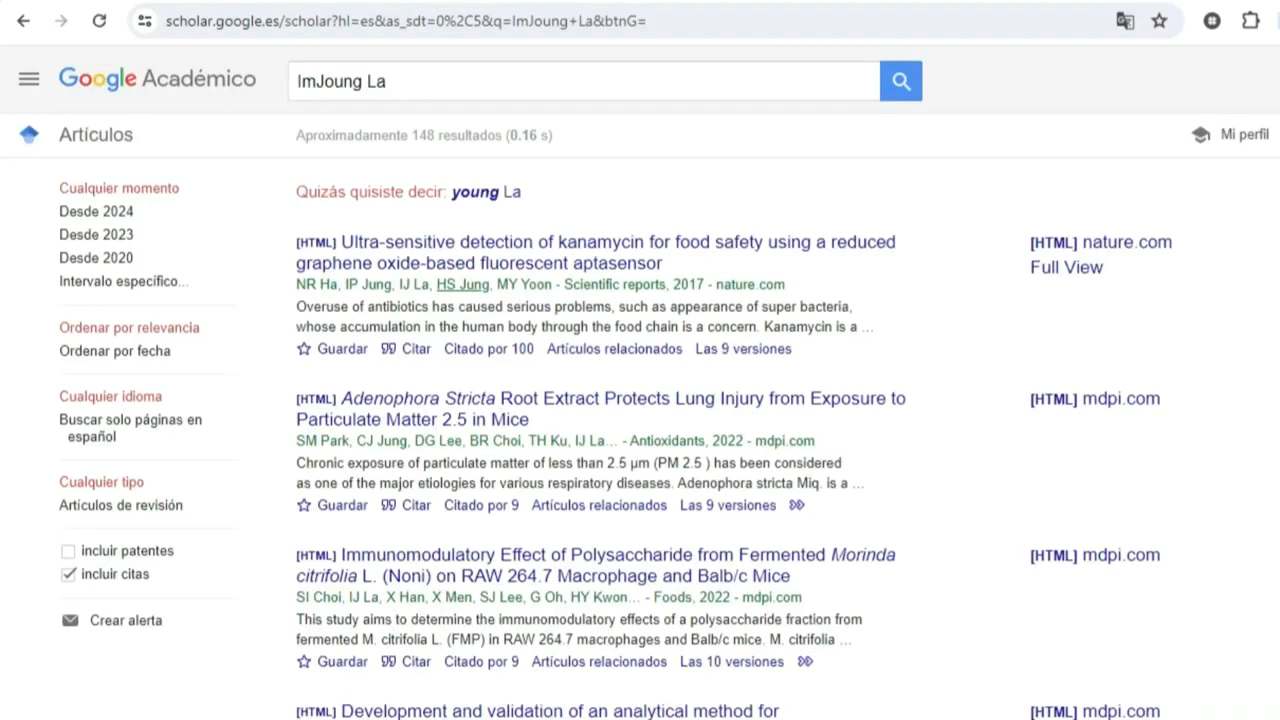 scholar.google.es/scholar?hl=es&as_sdt=0%2C5&q=ImJoung+La&btnG=
Google Académico
ImJoung La
Artículos
Aproximadamente 148 resultados (0.16 s)
Mi perfil
Cualquier momento
Desde 2024
Desde 2023
Desde 2020
Intervalo específico...
Ordenar por relevancia
Ordenar por fecha
Cualquier idioma
Buscar solo páginas en
español
Cualquier tipo
Artículos de revisión
incluir patentes
incluir citas
Crear alerta
Quizás quisiste decir: young La
[HTML] Ultra-sensitive detection of kanamycin for food safety using a reduced
graphene oxide-based fluorescent aptasensor
NR Ha, IP Jung, IJ La, HS Jung, MY Yoon - Scientific reports, 2017 - nature.com
Overuse of antibiotics has caused serious problems, such as appearance of super bacteria,
whose accumulation in the human body through the food chain is a concern. Kanamycin is a ...
Guardar Citar Citado por 100 Artículos relacionados Las 9 versiones
[HTML] nature.com
Full View
[HTML] Adenophora Stricta Root Extract Protects Lung Injury from Exposure to
Particulate Matter 2.5 in Mice
SM Park, CJ Jung, DG Lee, BR Choi, TH Ku, IJ La... - Antioxidants, 2022 - mdpi.com
Chronic exposure of particulate matter of less than 2.5 μm (PM 2.5 ) has been considered
as one of the major etiologies for various respiratory diseases. Adenophora stricta Miq. is a ...
Guardar Citar Citado por 9 Artículos relacionados Las 9 versiones
[HTML] mdpi.com
[HTML] Immunomodulatory Effect of Polysaccharide from Fermented Morinda
citrifolia L. (Noni) on RAW 264.7 Macrophage and Balb/c Mice
SI Choi, IJ La, X Han, X Men, SJ Lee, G Oh, HY Kwon... - Foods, 2022 - mdpi.com
This study aims to determine the immunomodulatory effects of a polysaccharide fraction from
fermented M. citrifolia L. (FMP) in RAW 264.7 macrophages and Balb/c mice. M. citrifolia ...
Guardar Citar Citado por 9 Artículos relacionados Las 10 versiones
[HTML] mdpi.com
[HTML] Development and validation of an analytical method for
[HTML] mdpi.com